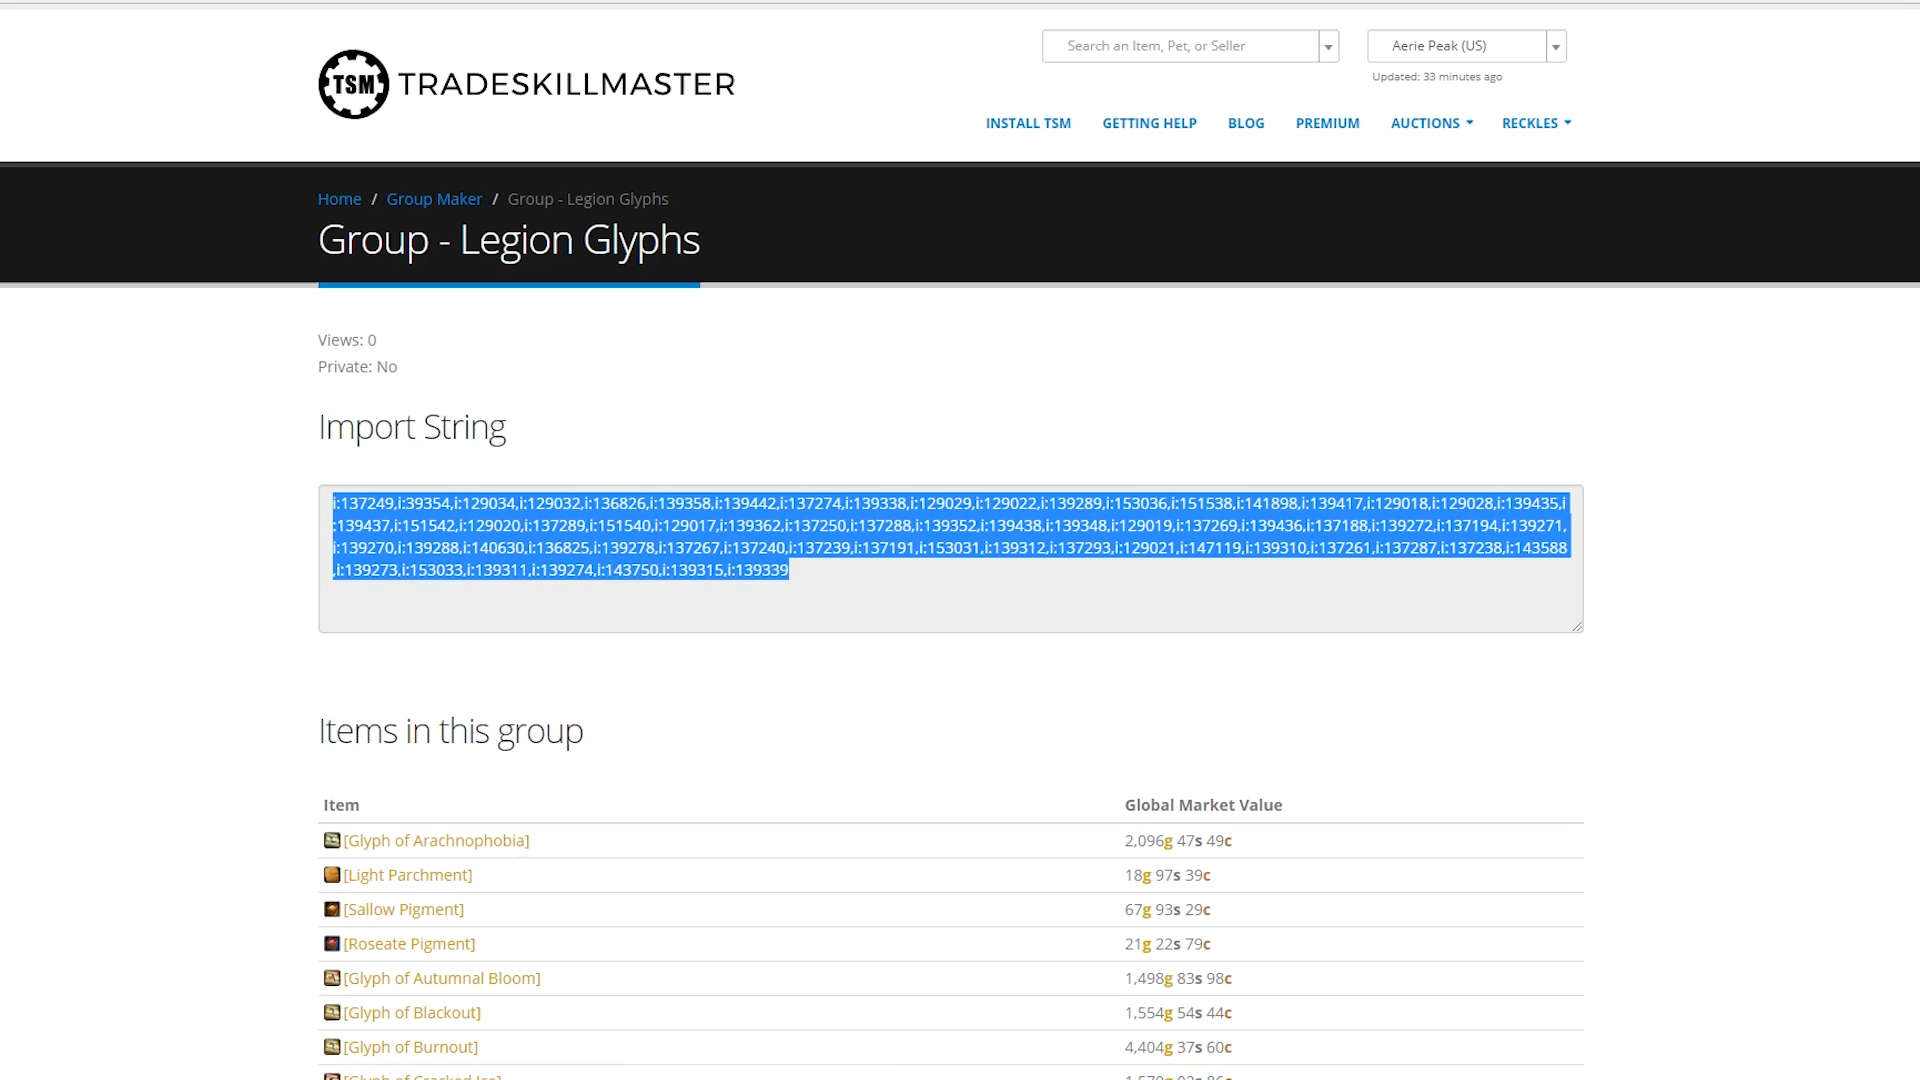 Search an Item, Pet, or Seller
Aerie Peak (US)
Updated: 33 minutes ago
TSM TRADESKILLMASTER
INSTALL TSM GETTING HELP BLOG PREMIUM AUCTIONS RECKLES
Home / Group Maker / Group - Legion Glyphs
Group - Legion Glyphs
Views: 0
Private: No
Import String
i:137249,i:39354,i:129034,i:129032,i:136826,i:139358,i:139442,i:137274,i:139338,i:129029,i:129022,i:139289,i:153036,i:151538,i:141898,i:139417,i:129018,i:129028,i:139435,i
:139437,i:151542,i:129020,i:137289,i:151540,i:129017,i:139362,i:137250,i:137288,i:139352,i:139438,i:139348,i:129019,i:137269,i:139436,i:137188,i:139272,i:137194,i:139271,
i:139270,i:139288,i:140630,i:136825,i:139278,i:137267,i:137240,i:137239,i:137191,i:153031,i:139312,i:137293,i:129021,i:147119,i:139310,i:137261,i:137287,i:137238,i:143588
,i:139273,i:153033,i:139311,i:139274,i:143750,i:139315,i:139339
Items in this group
Item Global Market Value
[Glyph of Arachnophobia] 2,096g 47s 49c
[Light Parchment] 18g 97s 39c
[Sallow Pigment] 67g 93s 29c
[Roseate Pigment] 21g 22s 79c
[Glyph of Autumnal Bloom] 1,498g 83s 98c
[Glyph of Blackout] 1,554g 54s 44c
[Glyph of Burnout] 4,404g 37s 60c
[Glyph of Cracked Ice]